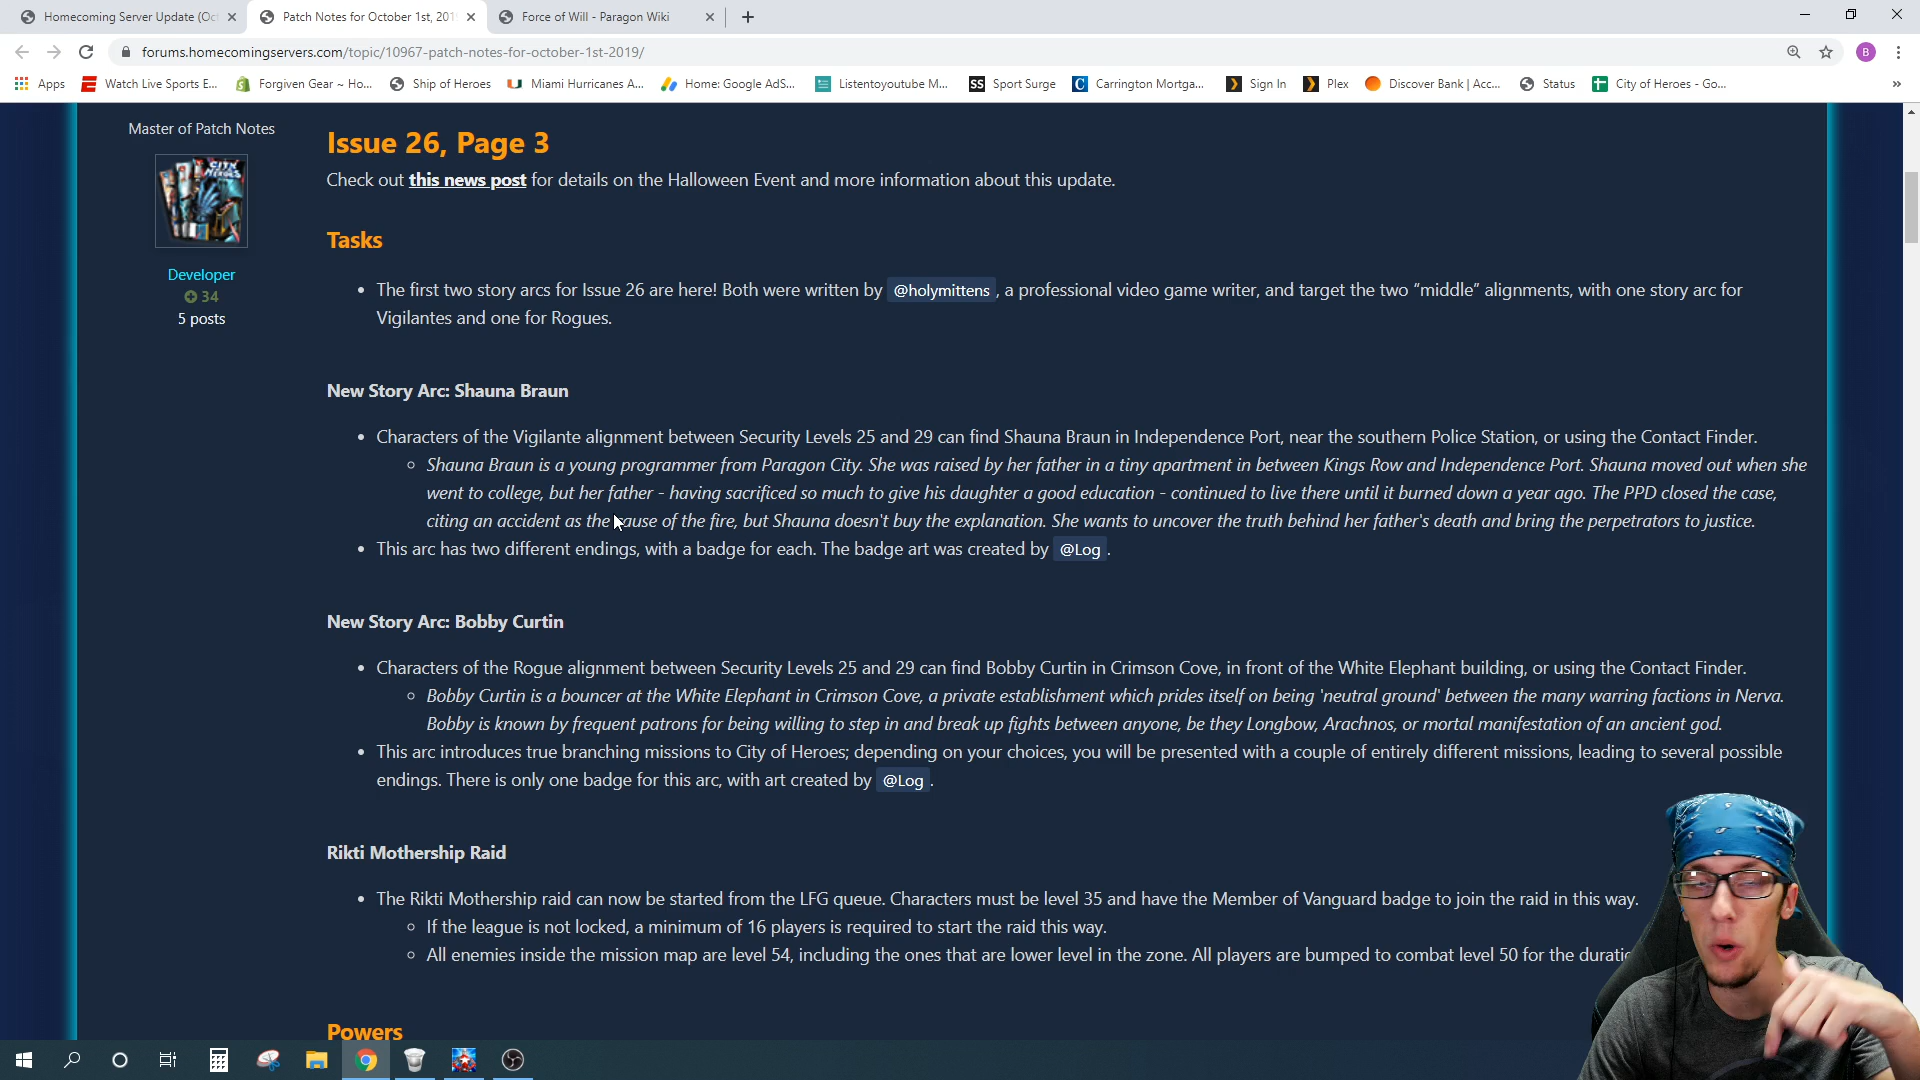 Homecoming Server Update (Oct
Patch Notes for October 1st, 201
Force of Will - Paragon Wiki
forums.homecomingservers.com/topic/10967-patch-notes-for-october-1st-2019/
B
Apps
Watch Live Sports E...
Forgiven Gear ~ Ho...
Ship of Heroes
Miami Hurricanes A...
Home: Google AdS...
Listentoyoutube M...
SS Sport Surge
C Carrington Mortga...
Sign In
Plex
Discover Bank | Acc...
Status
City of Heroes - Go...
»
Master of Patch Notes
CITY HEROES
Developer
34
5 posts
Issue 26, Page 3
Check out this news post for details on the Halloween Event and more information about this update.
Tasks
• The first two story arcs for Issue 26 are here! Both were written by @holymittens , a professional video game writer, and target the two "middle" alignments, with one story arc for
Vigilantes and one for Rogues.
New Story Arc: Shauna Braun
• Characters of the Vigilante alignment between Security Levels 25 and 29 can find Shauna Braun in Independence Port, near the southern Police Station, or using the Contact Finder.
Shauna Braun is a young programmer from Paragon City. She was raised by her father in a tiny apartment in between Kings Row and Independence Port. Shauna moved out when she
went to college, but her father - having sacrificed so much to give his daughter a good education - continued to live there until it burned down a year ago. The PPD closed the case,
citing an accident as the cause of the fire, but Shauna doesn't buy the explanation. She wants to uncover the truth behind her father's death and bring the perpetrators to justice.
• This arc has two different endings, with a badge for each. The badge art was created by @Log .
New Story Arc: Bobby Curtin
• Characters of the Rogue alignment between Security Levels 25 and 29 can find Bobby Curtin in Crimson Cove, in front of the White Elephant building, or using the Contact Finder.
Bobby Curtin is a bouncer at the White Elephant in Crimson Cove, a private establishment which prides itself on being 'neutral ground' between the many warring factions in Nerva.
Bobby is known by frequent patrons for being willing to step in and break up fights between anyone, be they Longbow, Arachnos, or mortal manifestation of an ancient god.
• This arc introduces true branching missions to City of Heroes; depending on your choices, you will be presented with a couple of entirely different missions, leading to several possible
endings. There is only one badge for this arc, with art created by @Log .
Rikti Mothership Raid
• The Rikti Mothership raid can now be started from the LFG queue. Characters must be level 35 and have the Member of Vanguard badge to join the raid in this way.
If the league is not locked, a minimum of 16 players is required to start the raid this way.
All enemies inside the mission map are level 54, including the ones that are lower level in the zone. All players are bumped to combat level 50 for the duratio
Powers